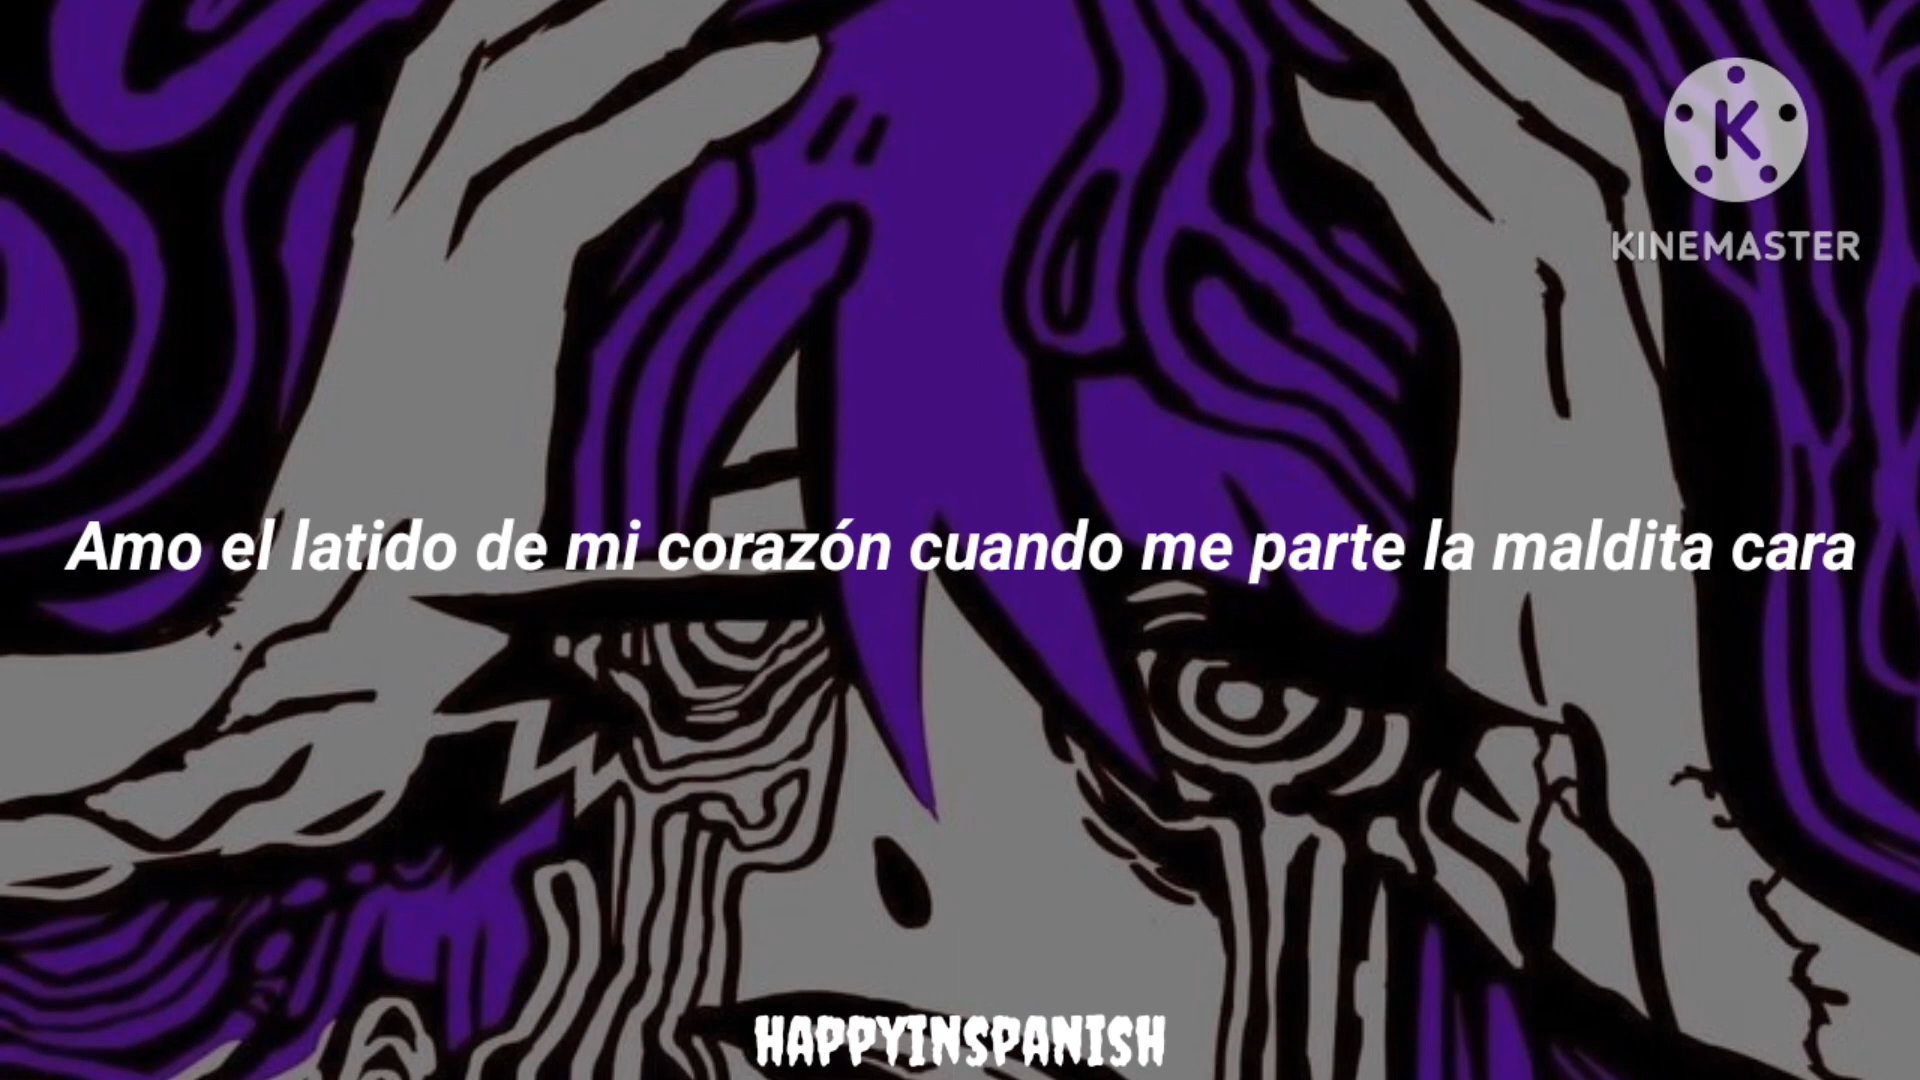 K
KINEMASTER
Amo el latido de mi corazón cuando me parte la maldita cara
HAPPYINSPANISH